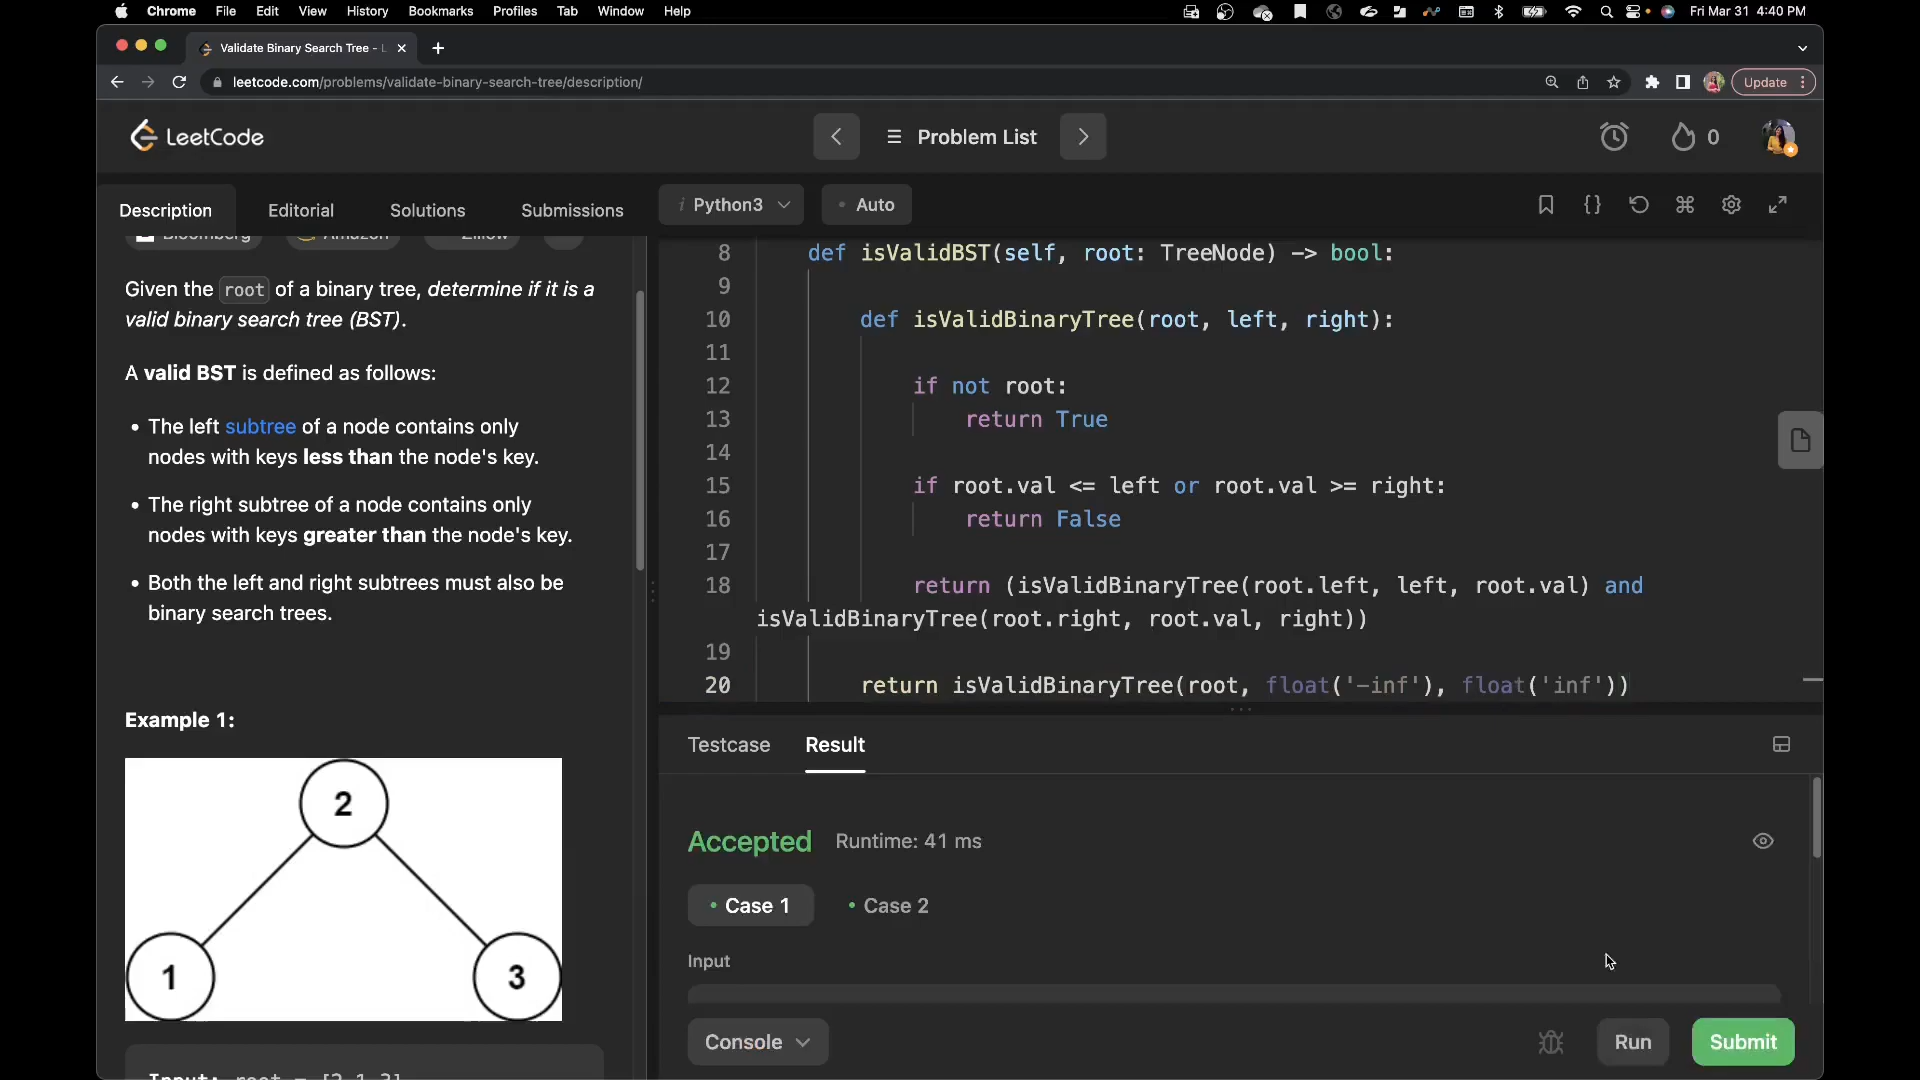 Chrome File Edit View History Bookmarks Profiles Tab Window Help Fri Mar 31 4:40 PM
Validate Binary Search Tree - L
leetcode.com/problems/validate-binary-search-tree/description/ Update
LeetCode Problem List 0
Description Editorial Solutions Submissions
Python3 Auto
Bloomberg Amazon Zillow
Given the root of a binary tree, determine if it is a
valid binary search tree (BST).
A valid BST is defined as follows:
• The left subtree of a node contains only
nodes with keys less than the node's key.
• The right subtree of a node contains only
nodes with keys greater than the node's key.
• Both the left and right subtrees must also be
binary search trees.
Example 1:
2
1 3
Input: root = [2,1,3]
8 def isValidBST(self, root: TreeNode) -> bool:
9
10 def isValidBinaryTree(root, left, right):
11
12 if not root:
13 return True
14
15 if root.val <= left or root.val >= right:
16 return False
17
18 return (isValidBinaryTree(root.left, left, root.val) and
isValidBinaryTree(root.right, root.val, right))
19
20 return isValidBinaryTree(root, float('-inf'), float('inf'))
Testcase Result
Accepted Runtime: 41 ms
• Case 1 • Case 2
Input
Console Run Submit